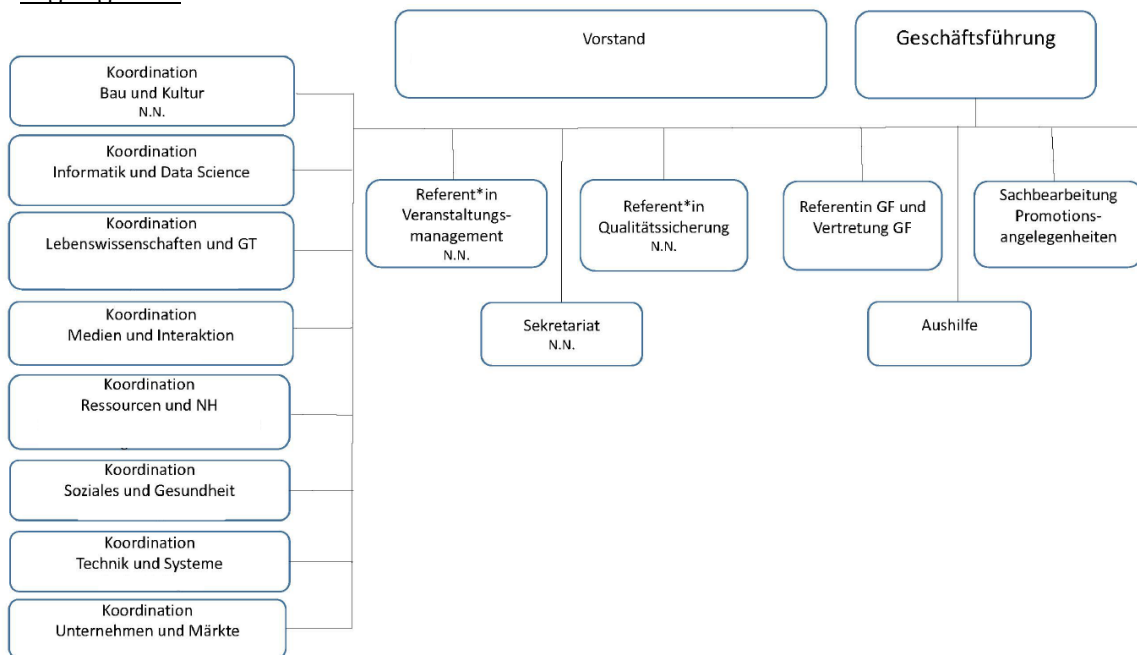 Vorstand
Geschäftsführung
Koordination
Bau und Kultur
N.N.
Koordination
Informatik und Data Science
Koordination
Lebenswissenschaften und GT
Koordination
Medien und Interaktion
Koordination
Ressourcen und NH
Koordination
Soziales und Gesundheit
Koordination
Technik und Systeme
Koordination
Unternehmen und Märkte
Referent*in
Veranstaltungs-
management
N.N.
Referent*in
Qualitätssicherung
N.N.
Referentin GF und
Vertretung GF
Sachbearbeitung
Promotions-
angelegenheiten
Sekretariat
N.N.
Aushilfe